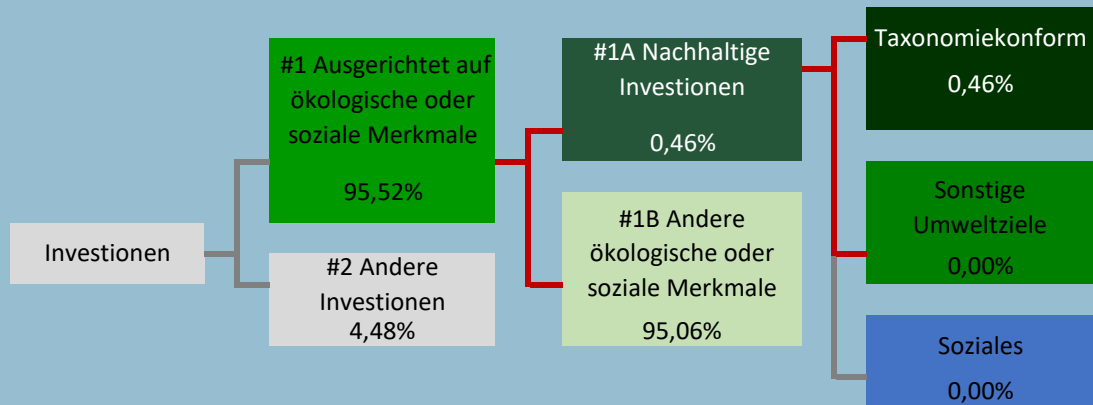 Investionen
#1 Ausgerichtet auf
ökologische oder
soziale Merkmale
95,52%
#2 Andere
Investionen
4,48%
#1A Nachhaltige
Investionen
0,46%
#1B Andere
ökologische oder
soziale Merkmale
95,06%
Taxonomiekonform
0,46%
Sonstige
Umweltziele
0,00%
Soziales
0,00%